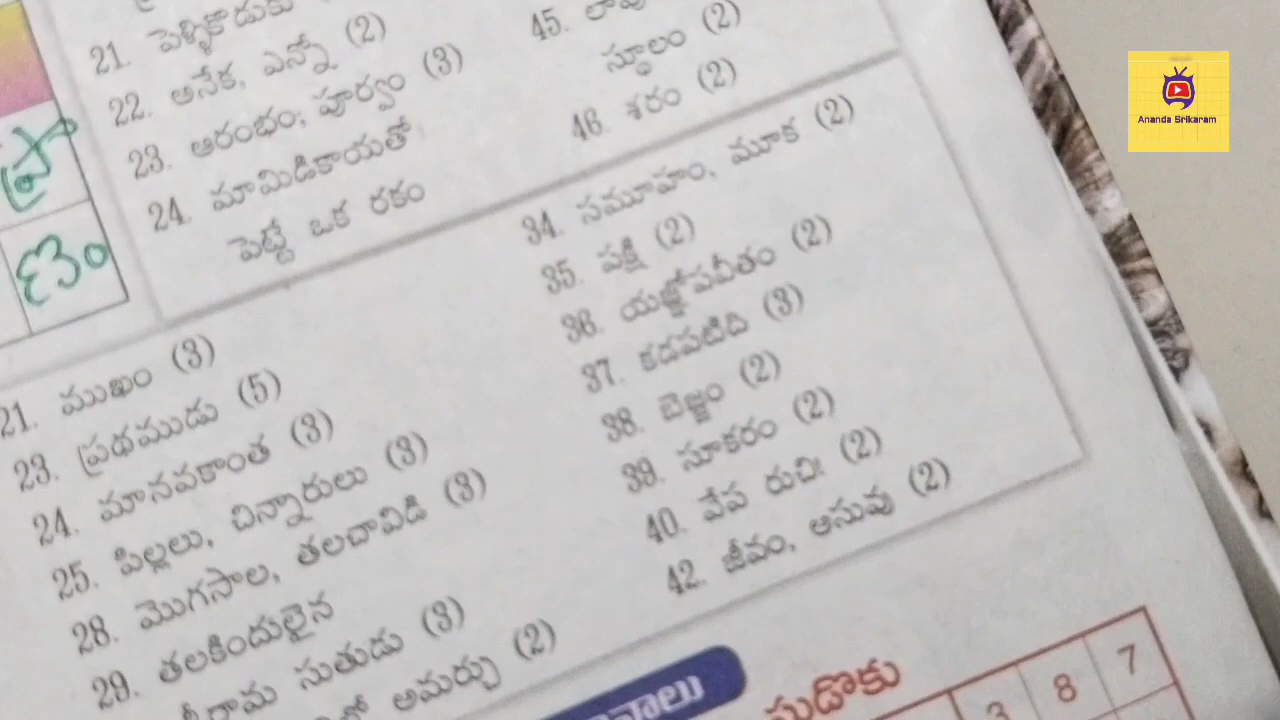 21. పెళ్ళికొడుకు
22. అనేక, ఎన్నో (2)
23. ఆరంభం; పూర్వం (3)
24. మామిడికాయతో
పెట్టే ఒక రకం
45.
స్థూలం (2)
46. శరం (2)
ప్రా
ణం
21. ముఖం (3)
23. ప్రథముడు (5)
24. మానవకాంత (3)
25. పిల్లలు, చిన్నారులు (3)
28. మొగసాల, తలచావిడి (3)
29. తలకిందులైన
సుతుడు (3)
అమర్చు (2)
34. సమూహం, మూక (2)
35. పక్షి (2)
36. యజ్ఞోపవీతం (2)
37. కడపటిది (3)
38. బెజ్జం (2)
39. సూకరం (2)
40. వేప రుచి (2)
42. జీవం, అసువు (2)
సుడొకు
3 8 7
Ananda Srikaram